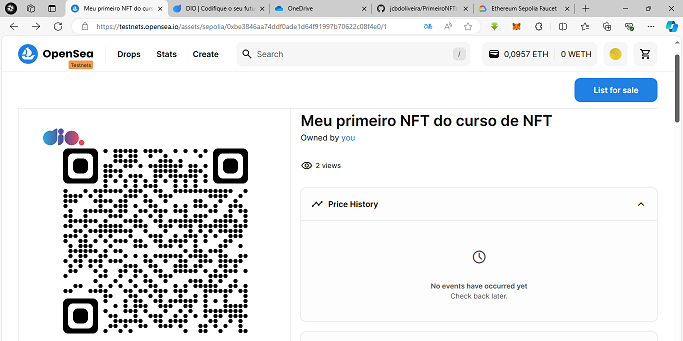 Meu primeiro NFT do curs
DIO | Codifique o seu futu
OneDrive
jcbdoliveira/PrimeiroNFT:
Ethereum Sepolia Faucet
https://testnets.opensea.io/assets/sepolia/0xbe3846aa74ddf0ade1d64f91997b70622c08f4e0/1
OpenSea
Testnets
Drops
Stats
Create
Search
/
0,0957 ETH
0 WETH
List for sale
dio.
Meu primeiro NFT do curso de NFT
Owned by you
2 views
Price History
No events have occurred yet
Check back later.